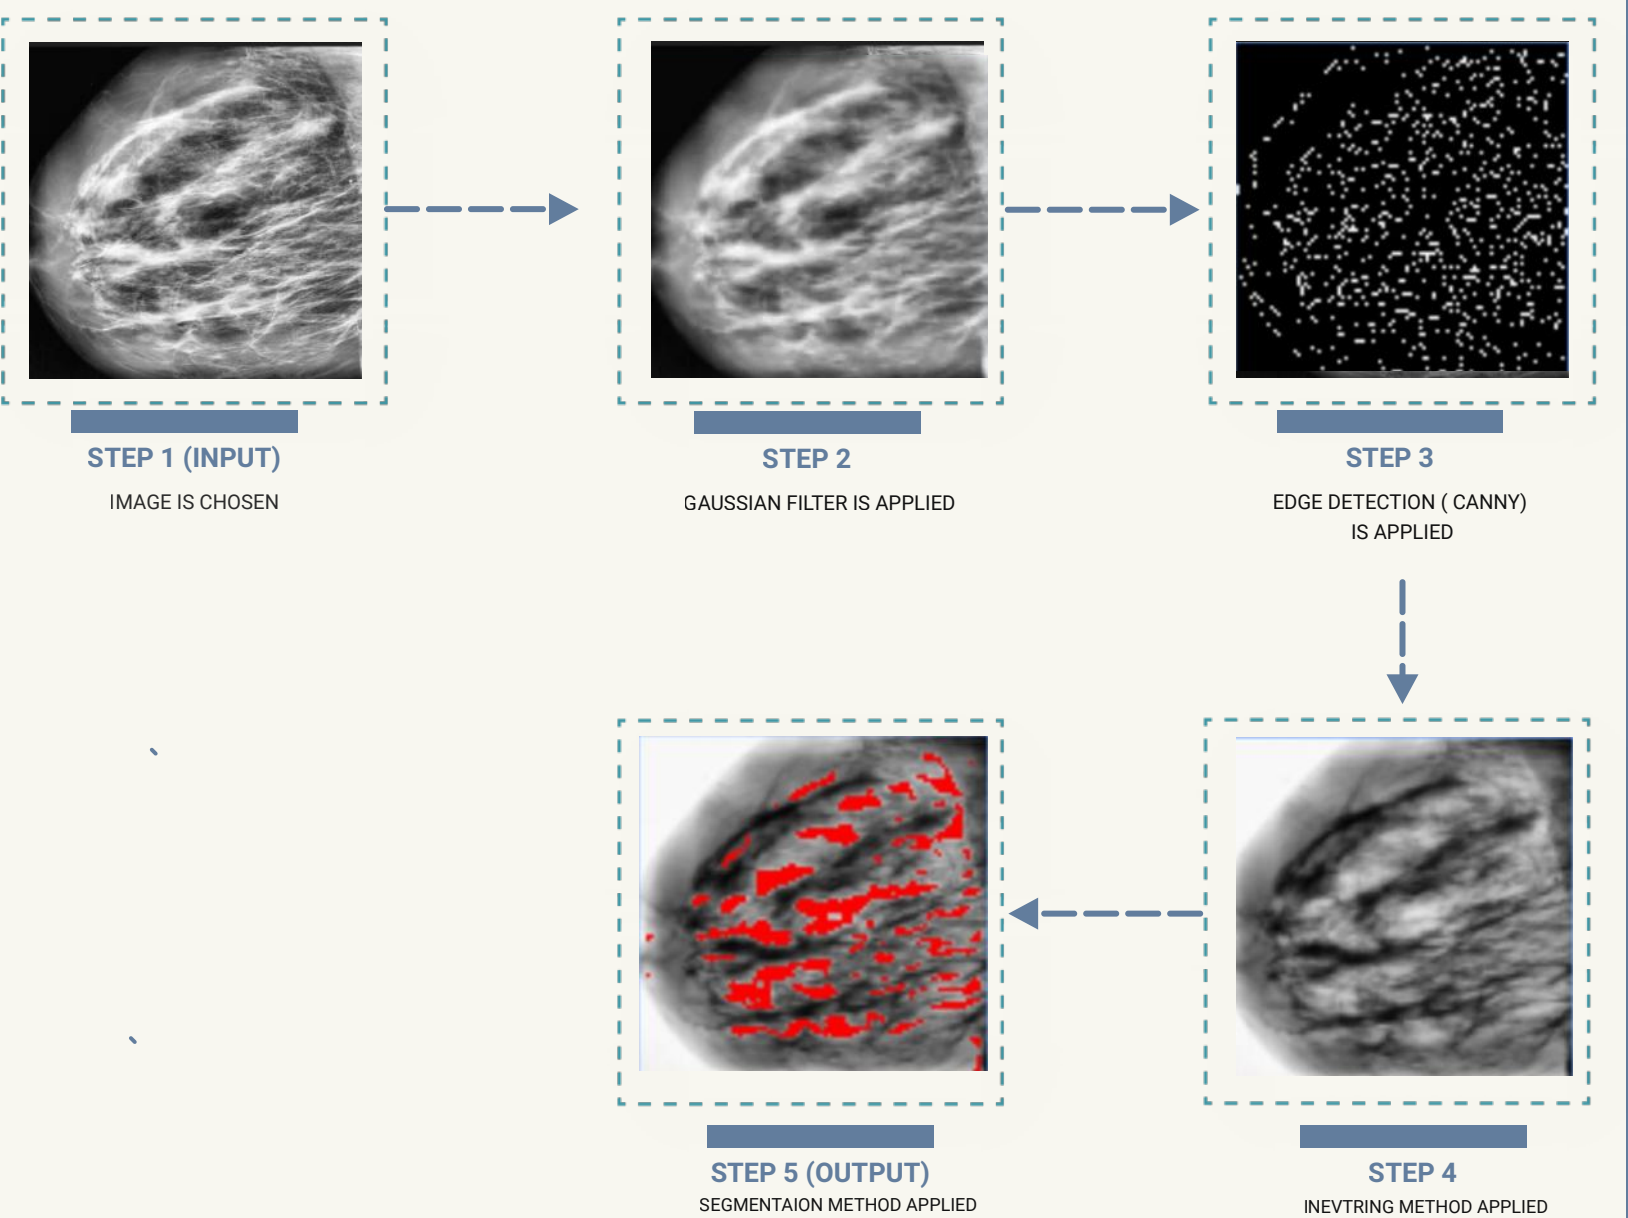 STEP 1 (INPUT)
IMAGE IS CHOSEN
STEP 2
GAUSSIAN FILTER IS APPLIED
STEP 3
EDGE DETECTION ( CANNY)
IS APPLIED
STEP 4
INEVTRING METHOD APPLIED
STEP 5 (OUTPUT)
SEGMENTAION METHOD APPLIED